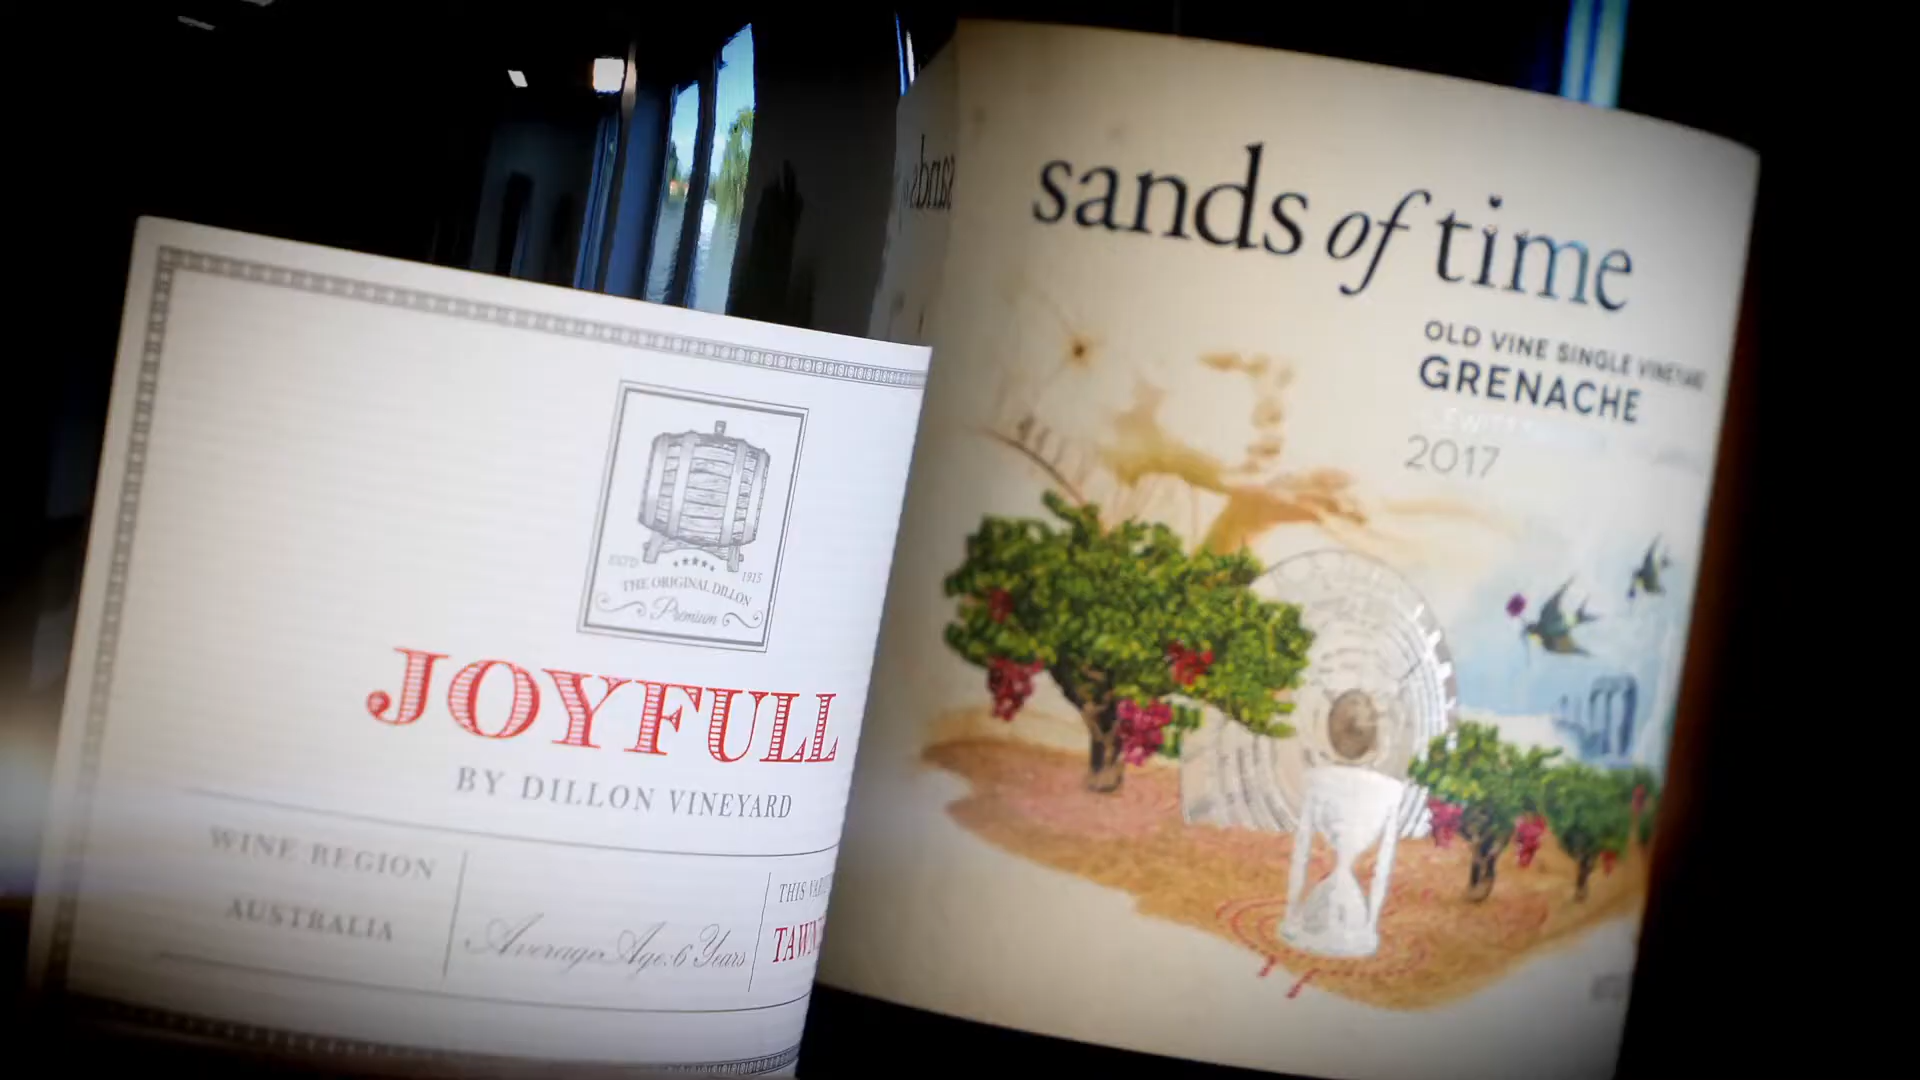 ESTD 1915
THE ORIGINAL DILLON
Premium
JOYFULL
BY DILLON VINEYARD
WINE REGION
AUSTRALIA
Average Age: 6 Years
THIS
sands of time
OLD VINE SINGLE VINEYARD
GRENACHE
2017